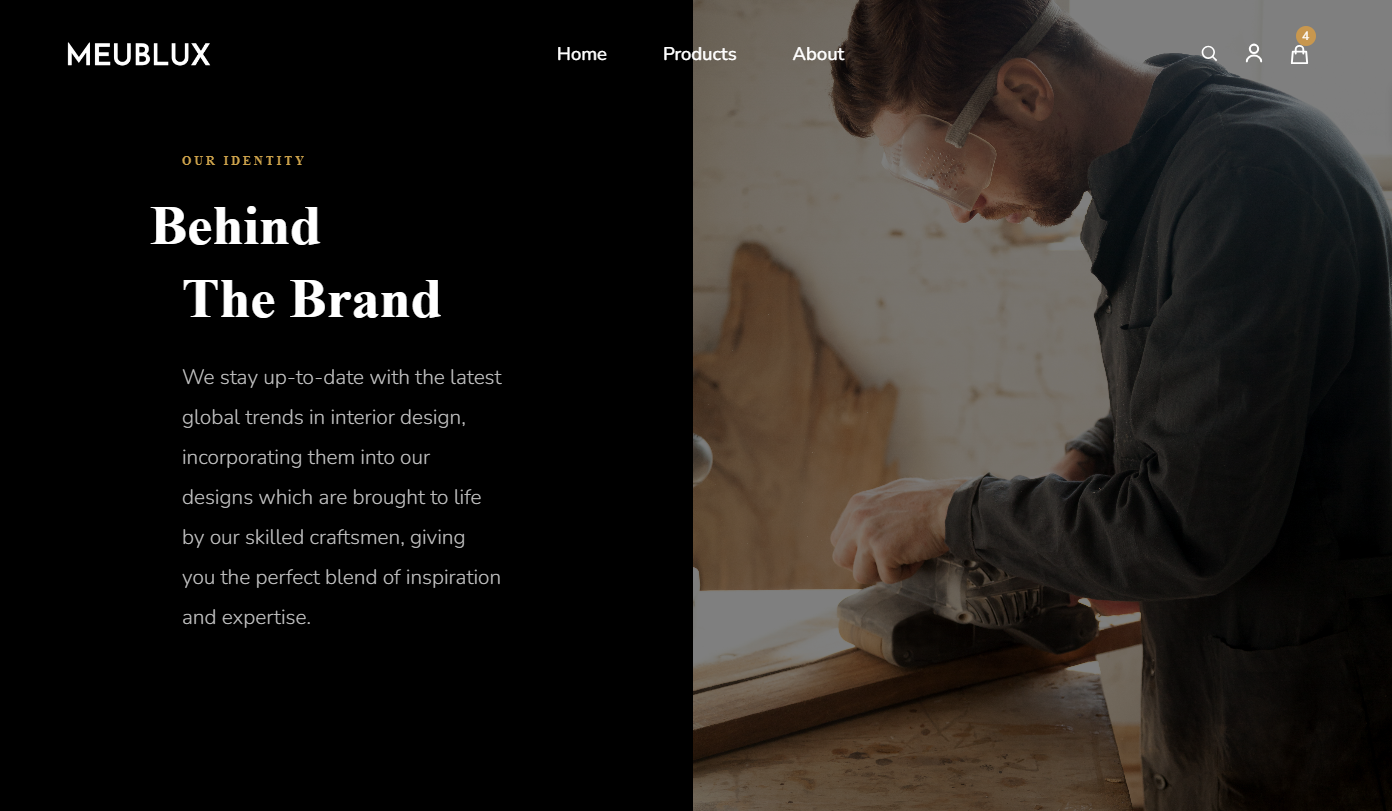 MEUBLUX
Home Products About
4
OUR IDENTITY
Behind
The Brand
We stay up-to-date with the latest
global trends in interior design,
incorporating them into our
designs which are brought to life
by our skilled craftsmen, giving
you the perfect blend of inspiration
and expertise.